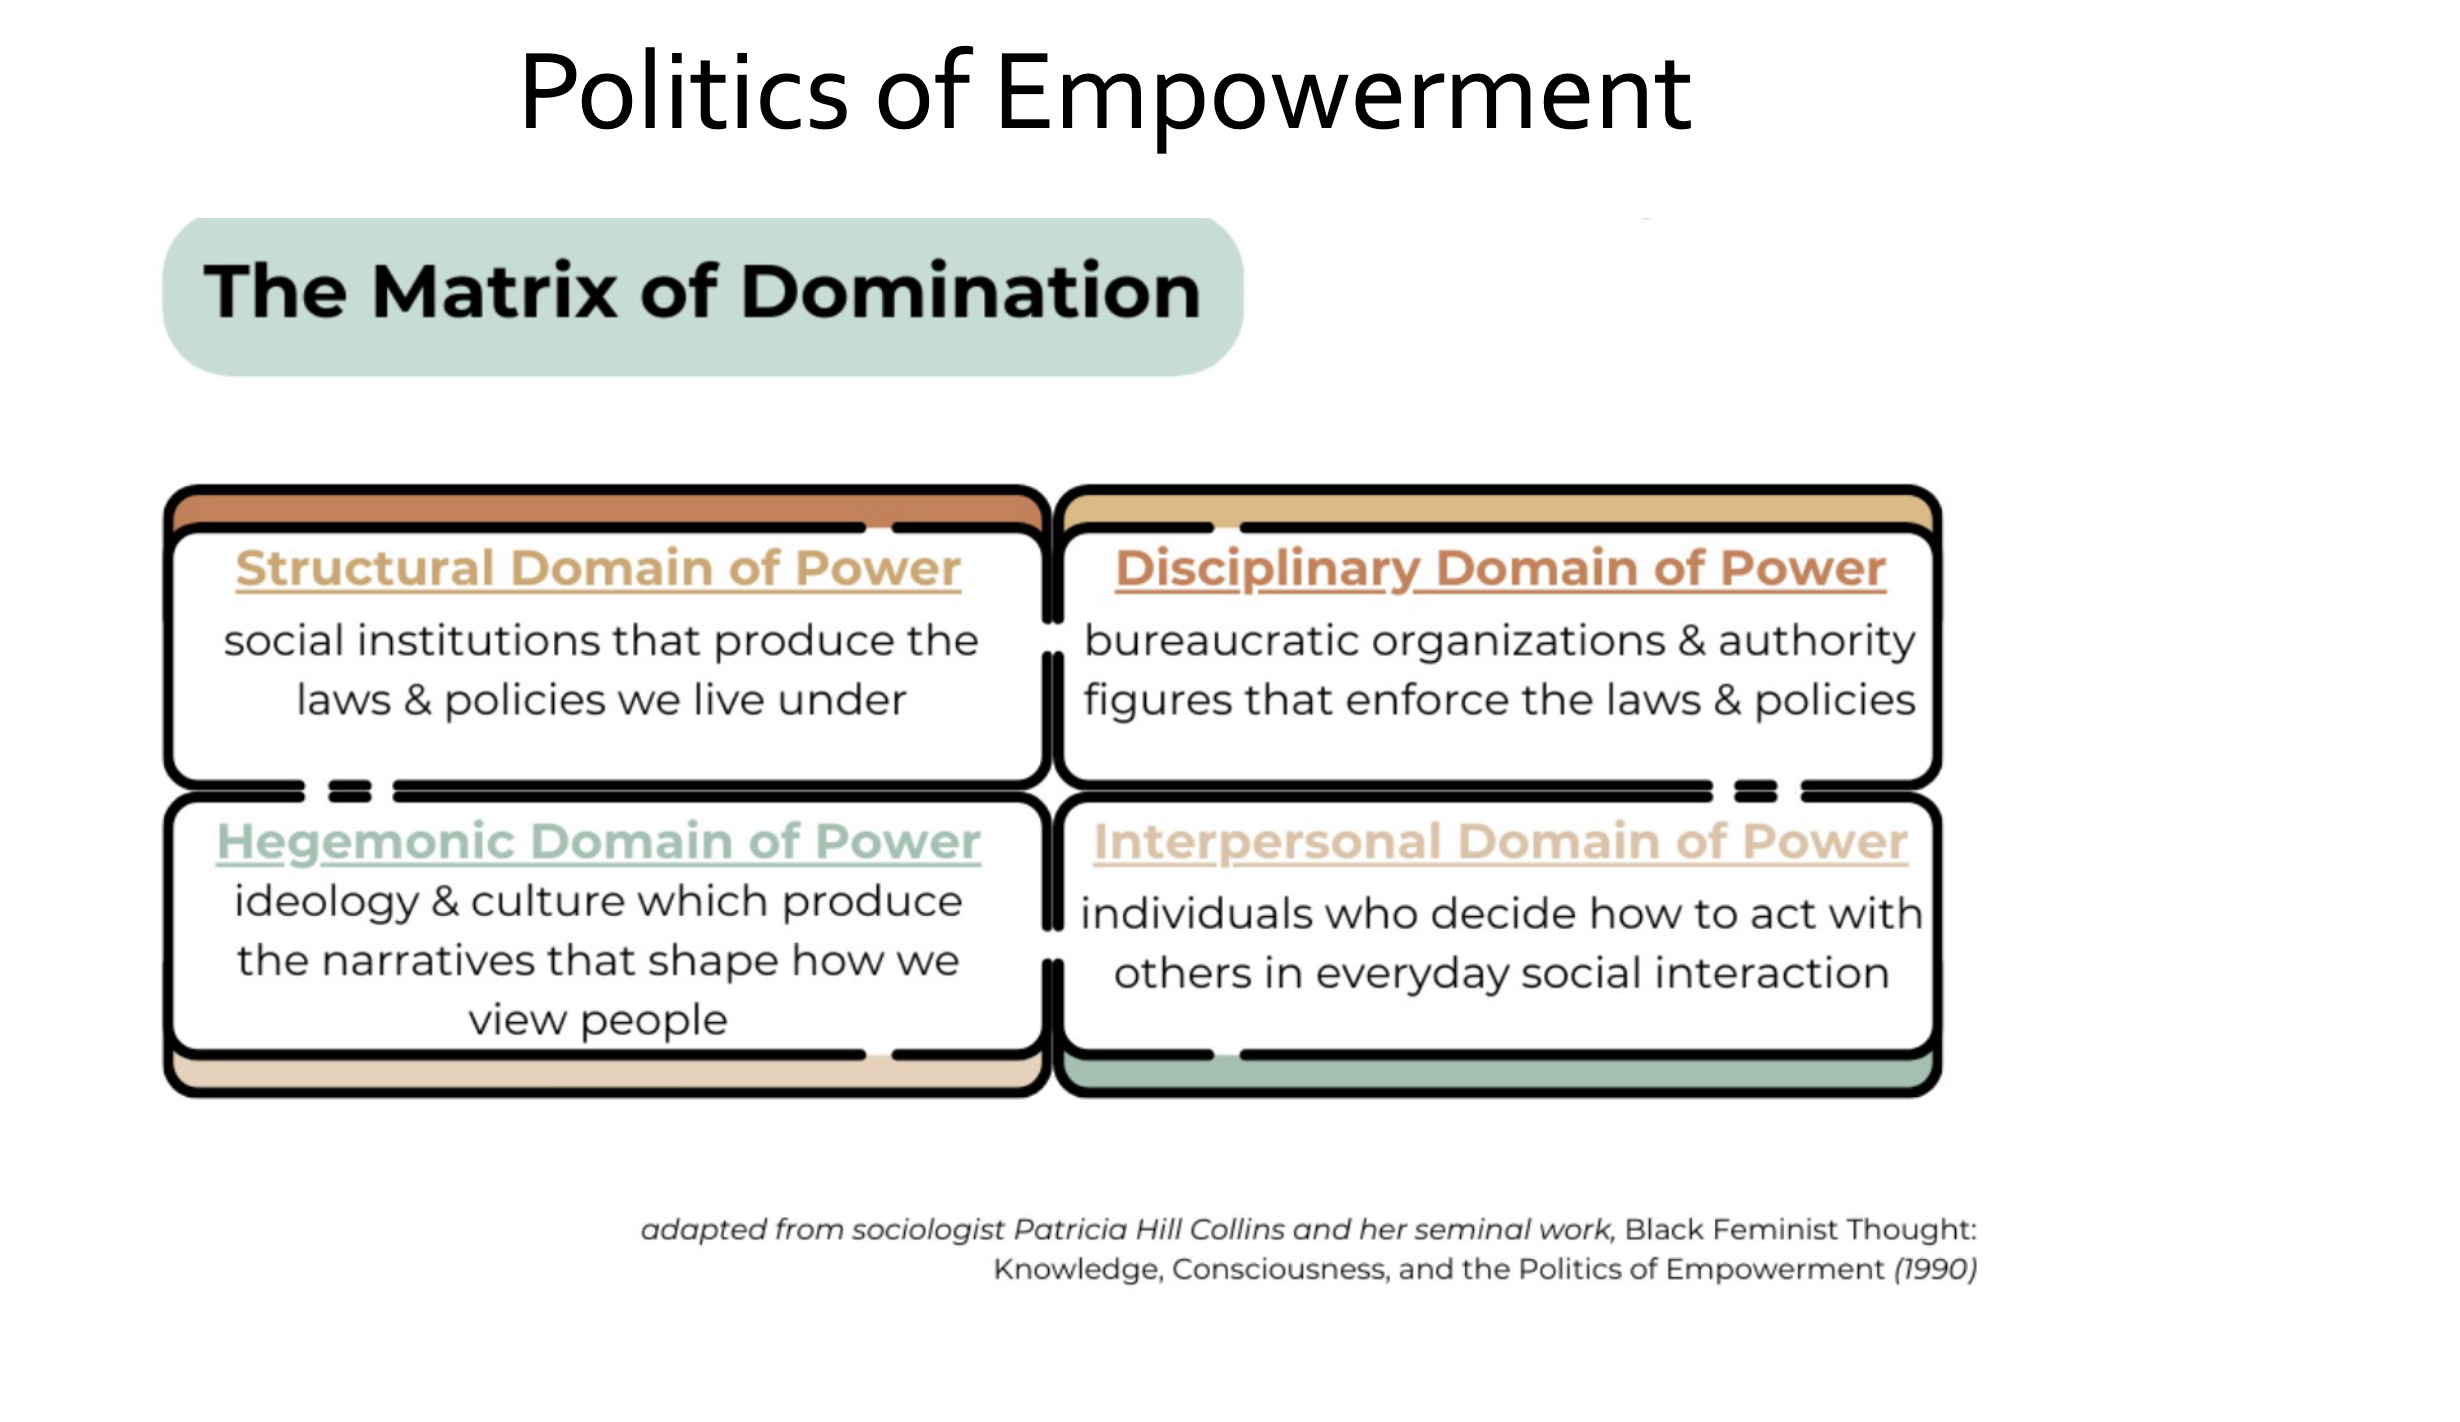 Politics of Empowerment
The Matrix of Domination
Structural Domain of Power
social institutions that produce the
laws & policies we live under
Disciplinary Domain of Power
bureaucratic organizations & authority
figures that enforce the laws & policies
Hegemonic Domain of Power
ideology & culture which produce
the narratives that shape how we
view people
Interpersonal Domain of Power
individuals who decide how to act with
others in everyday social interaction
adapted from sociologist Patricia Hill Collins and her seminal work, Black Feminist Thought:
Knowledge, Consciousness, and the Politics of Empowerment (1990)